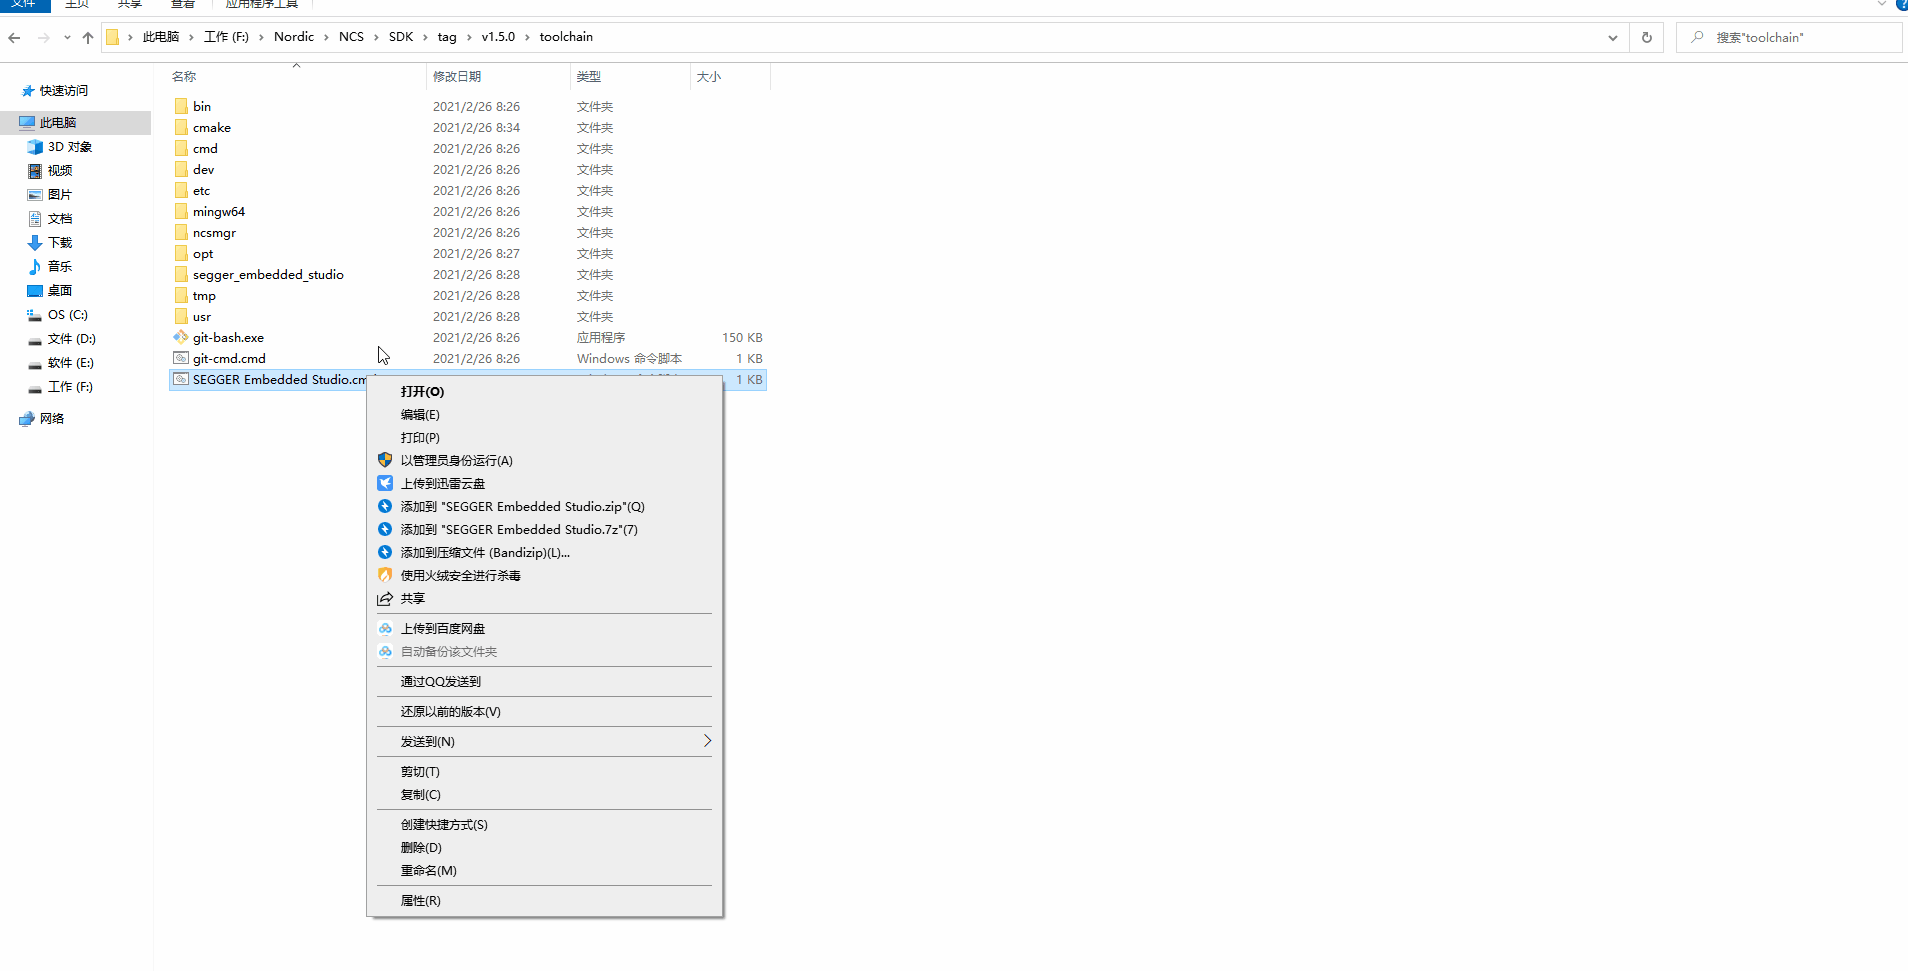 文件 主页 共享 查看 应用程序工具
此电脑 › 工作 (F:) › Nordic › NCS › SDK › tag › v1.5.0 › toolchain
搜索"toolchain"
名称 修改日期 类型 大小
快速访问
此电脑
3D 对象
视频
图片
文档
下载
音乐
桌面
OS (C:)
文件 (D:)
软件 (E:)
工作 (F:)
网络
bin 2021/2/26 8:26 文件夹
cmake 2021/2/26 8:34 文件夹
cmd 2021/2/26 8:26 文件夹
dev 2021/2/26 8:26 文件夹
etc 2021/2/26 8:26 文件夹
mingw64 2021/2/26 8:26 文件夹
ncsmgr 2021/2/26 8:26 文件夹
opt 2021/2/26 8:27 文件夹
segger_embedded_studio 2021/2/26 8:28 文件夹
tmp 2021/2/26 8:28 文件夹
usr 2021/2/26 8:28 文件夹
git-bash.exe 2021/2/26 8:26 应用程序 150 KB
git-cmd.cmd 2021/2/26 8:26 Windows 命令脚本 1 KB
SEGGER Embedded Studio.cm 1 KB
打开(O)
编辑(E)
打印(P)
以管理员身份运行(A)
上传到迅雷云盘
添加到 "SEGGER Embedded Studio.zip"(Q)
添加到 "SEGGER Embedded Studio.7z"(7)
添加到压缩文件 (Bandizip)(L)...
使用火绒安全进行杀毒
共享
上传到百度网盘
自动备份该文件夹
通过QQ发送到
还原以前的版本(V)
发送到(N)
剪切(T)
复制(C)
创建快捷方式(S)
删除(D)
重命名(M)
属性(R)